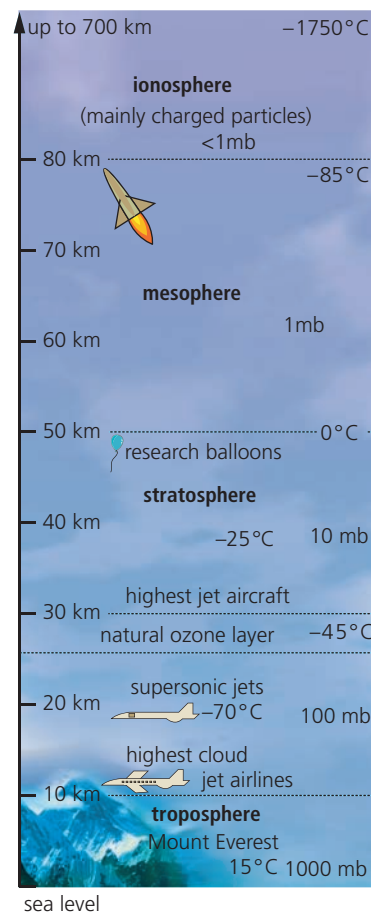 up to 700 km –1750°C
ionosphere
(mainly charged particles)
<1mb
80 km
–85°C
70 km
mesophere
1mb
60 km
50 km 0°C
research balloons
stratosphere
40 km
–25°C 10 mb
highest jet aircraft
30 km
natural ozone layer –45°C
supersonic jets
20 km –70°C 100 mb
highest cloud
jet airlines
10 km
troposphere
Mount Everest
15°C 1000 mb
sea level